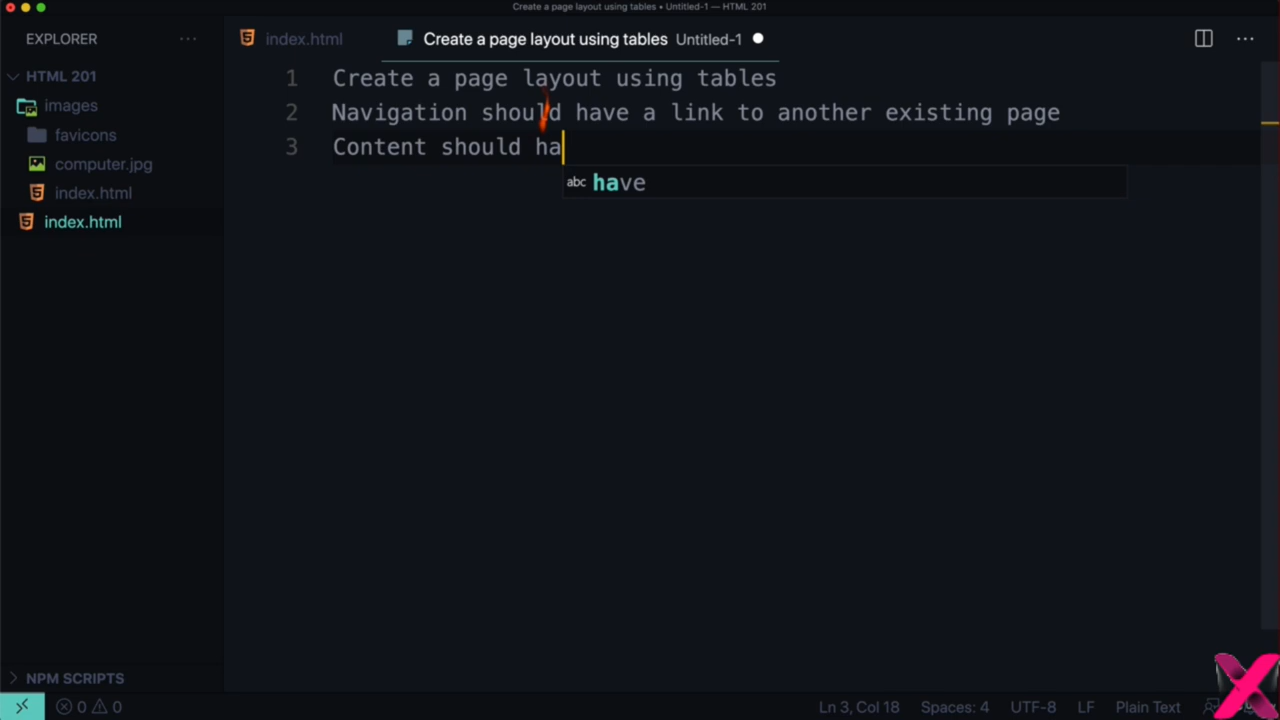 Create a page layout using tables • Untitled-1 — HTML 201
EXPLORER
index.html
Create a page layout using tables Untitled-1
HTML 201
images
favicons
computer.jpg
index.html
index.html
1 Create a page layout using tables
2 Navigation should have a link to another existing page
3 Content should ha
abc have
NPM SCRIPTS
0 0
Ln 3, Col 18 Spaces: 4 UTF-8 LF Plain Text
X